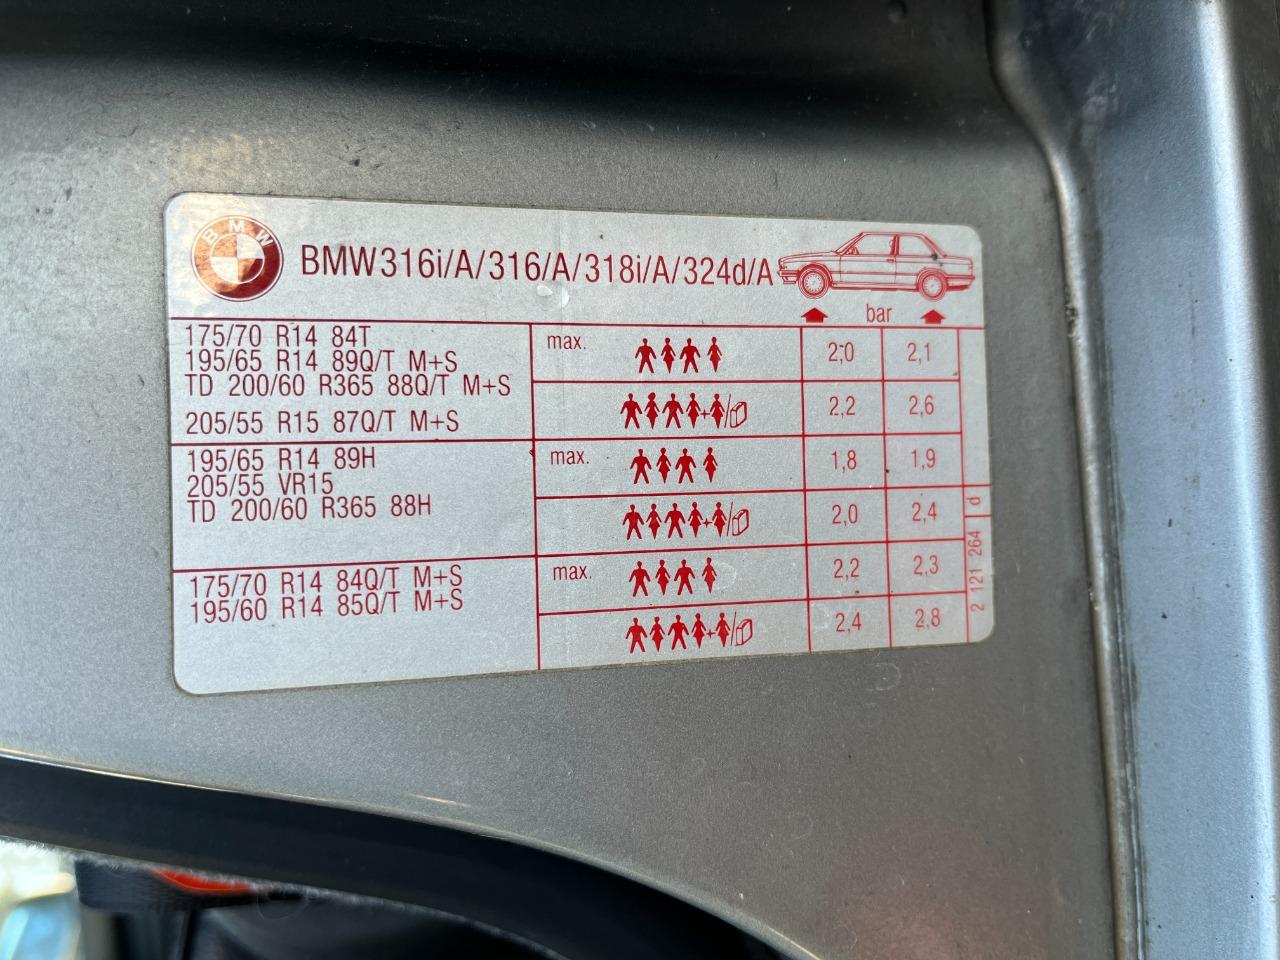 BMW
BMW316i/A/316/A/318i/A/324d/A
bar
175/70 R14 84T
195/65 R14 89Q/T M+S
TD 200/60 R365 88Q/T M+S
205/55 R15 87Q/T M+S
max.
2,0
2,1
+ /
2,2
2,6
195/65 R14 89H
205/55 VR15
TD 200/60 R365 88H
max.
1,8
1,9
+ /
2,0
2,4
175/70 R14 84Q/T M+S
195/60 R14 85Q/T M+S
max.
2,2
2,3
+ /
2,4
2,8
2 121 264 d